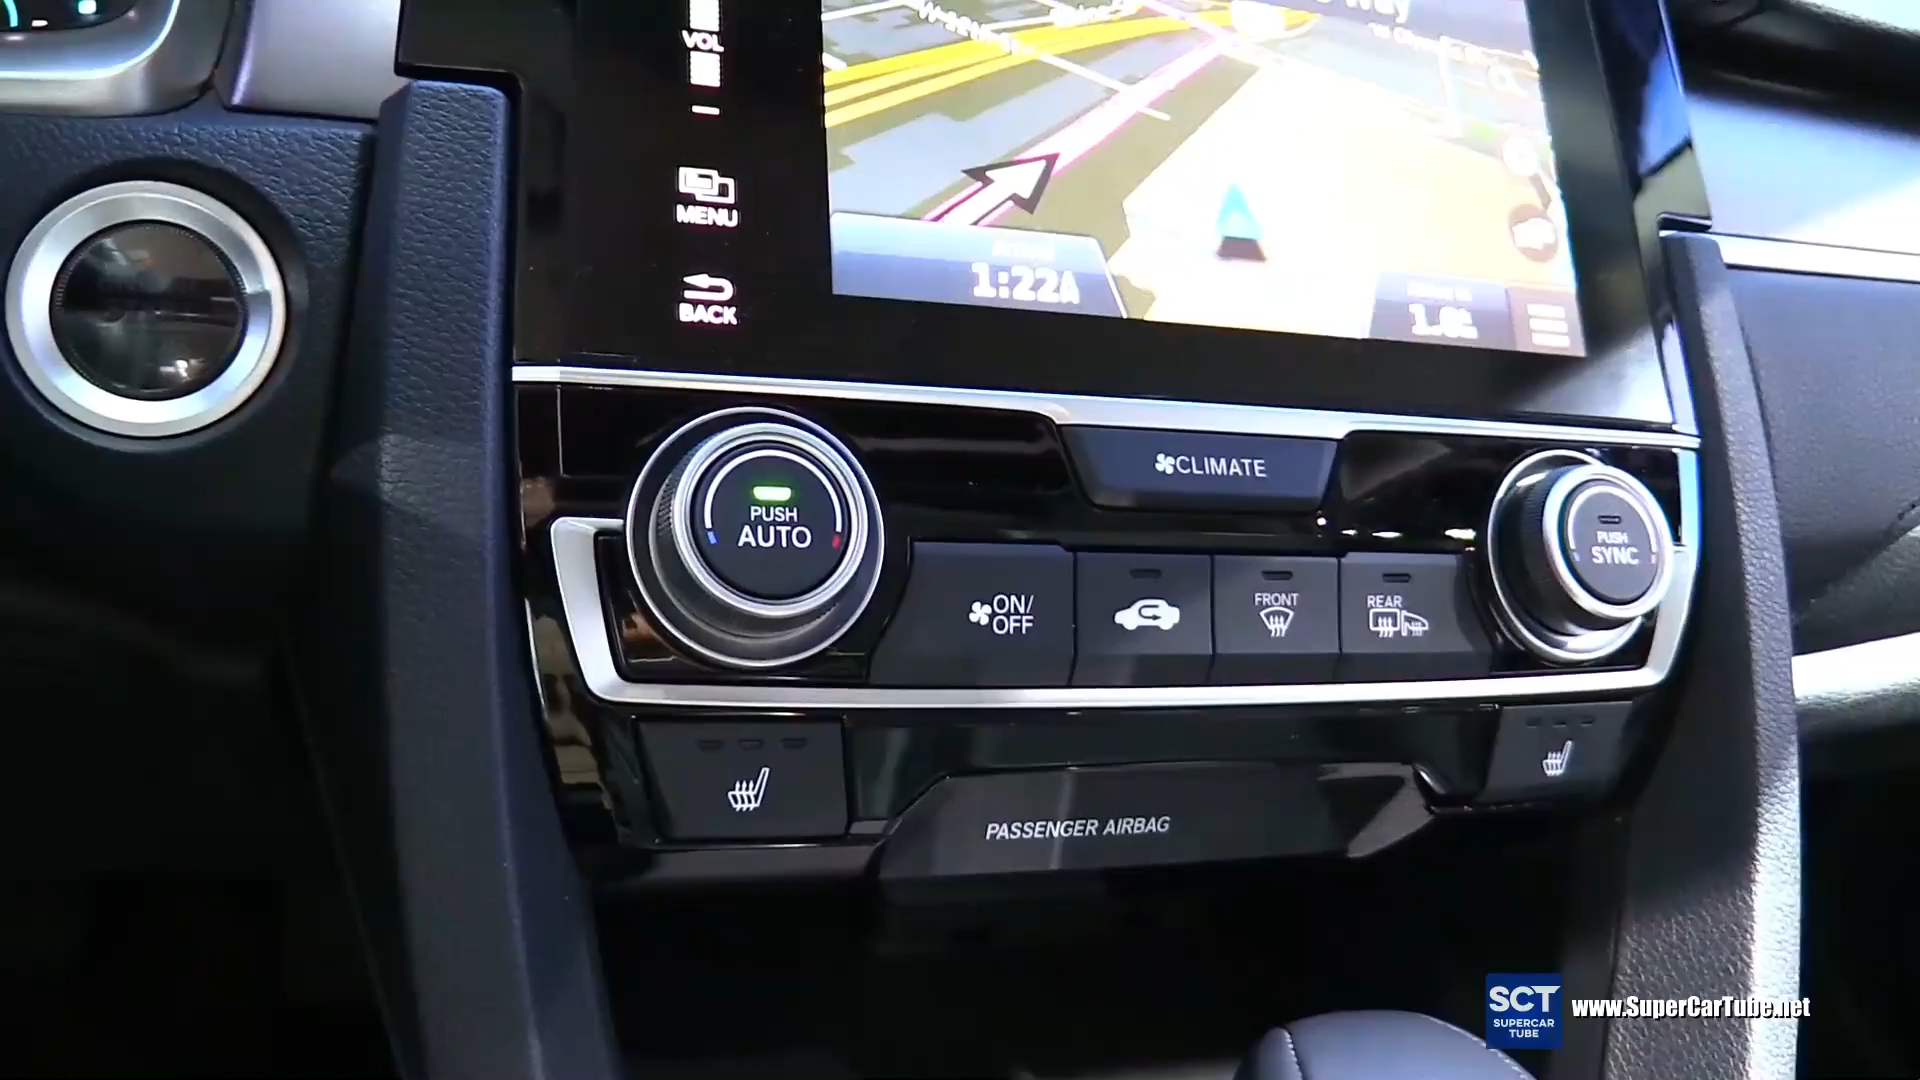 VOL
MENU
BACK
1:22A
CLIMATE
PUSH
AUTO
ON/
OFF
FRONT
REAR
PUSH
SYNC
PASSENGER AIRBAG
SCT
SUPERCAR
TUBE
www.SuperCarTube.net